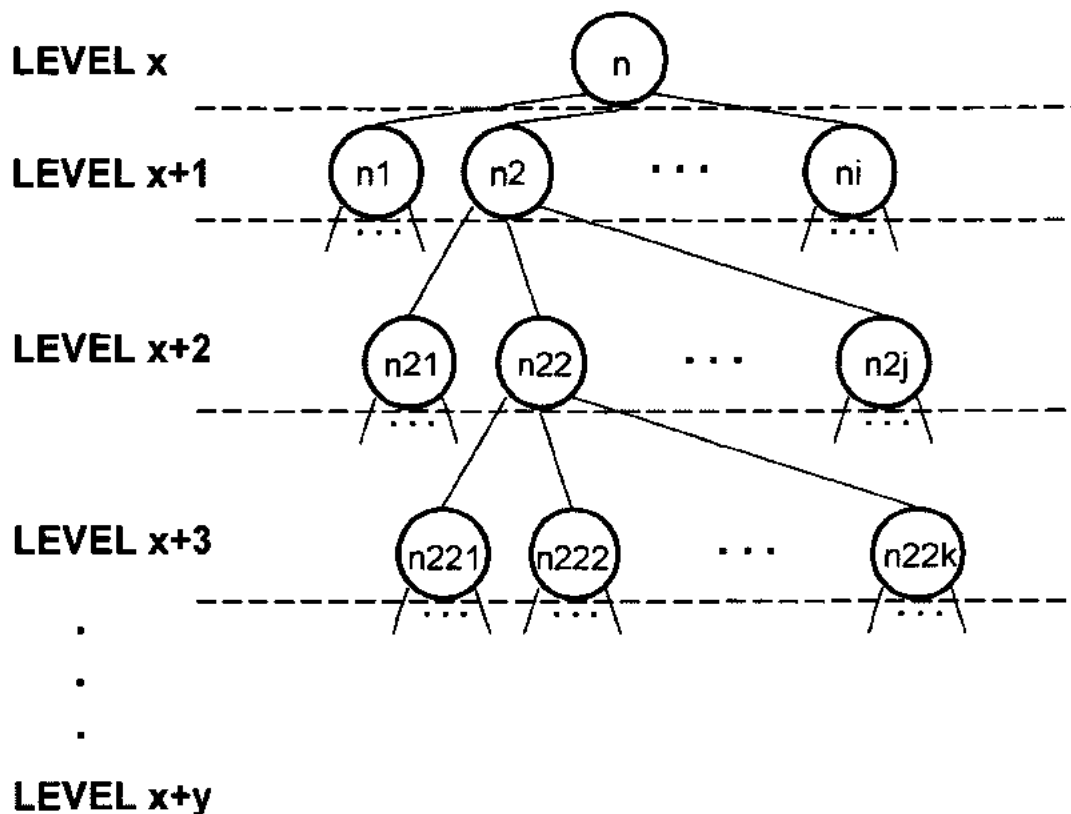 LEVEL x
n
LEVEL x+1
n1 n2 ... ni
... ...
LEVEL x+2
n21 n22 ... n2j
... ...
LEVEL x+3
n221 n222 ... n22k
... ... ...
.
.
.
LEVEL x+y